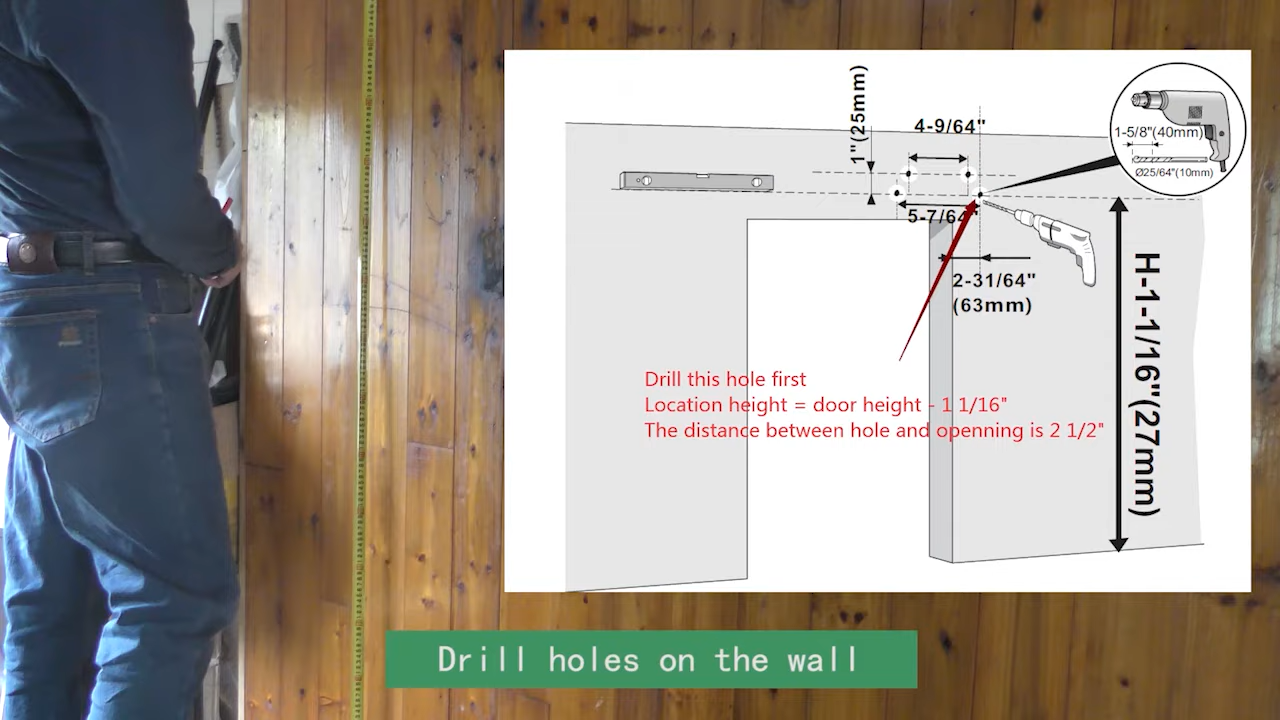 1"(25mm)
4-9/64"
1-5/8"(40mm)
Ø25/64"(10mm)
5-7/64"
2-31/64"
(63mm)
H-1-1/16"(27mm)
Drill this hole first
Location height = door height - 1 1/16"
The distance between hole and openning is 2 1/2"
Drill holes on the wall